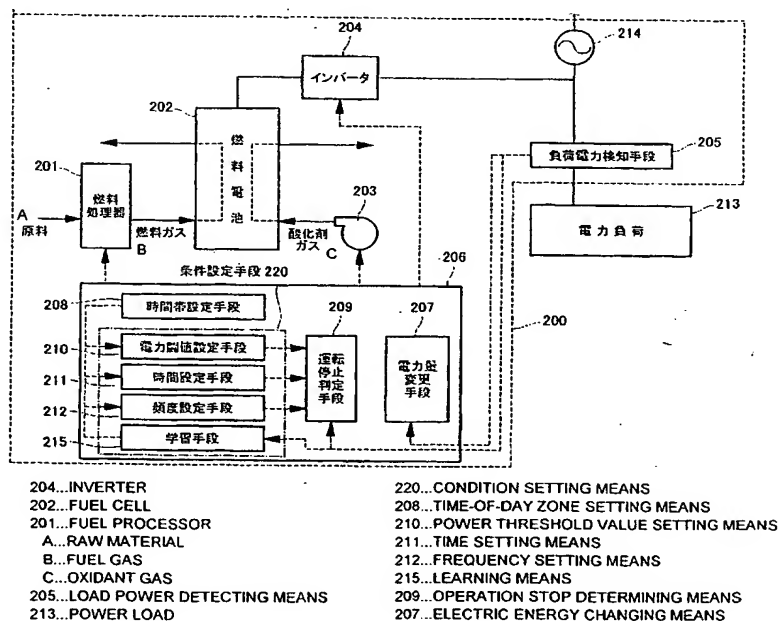 204
214
インバータ
202
201
燃料電池
負荷電力検知手段
205
燃料
処理器
203
213
A
原料
燃料ガス
B
酸化剤
ガス
C
電力負荷
条件設定手段 220
206
208
時間帯設定手段
209
207
200
210
電力閾値設定手段
運転
停止
判定
手段
電力量
変更
手段
211
時間設定手段
212
頻度設定手段
215
学習手段
204...INVERTER
202...FUEL CELL
201...FUEL PROCESSOR
A...RAW MATERIAL
B...FUEL GAS
C...OXIDANT GAS
205...LOAD POWER DETECTING MEANS
213...POWER LOAD
220...CONDITION SETTING MEANS
208...TIME-OF-DAY ZONE SETTING MEANS
210...POWER THRESHOLD VALUE SETTING MEANS
211...TIME SETTING MEANS
212...FREQUENCY SETTING MEANS
215...LEARNING MEANS
209...OPERATION STOP DETERMINING MEANS
207...ELECTRIC ENERGY CHANGING MEANS